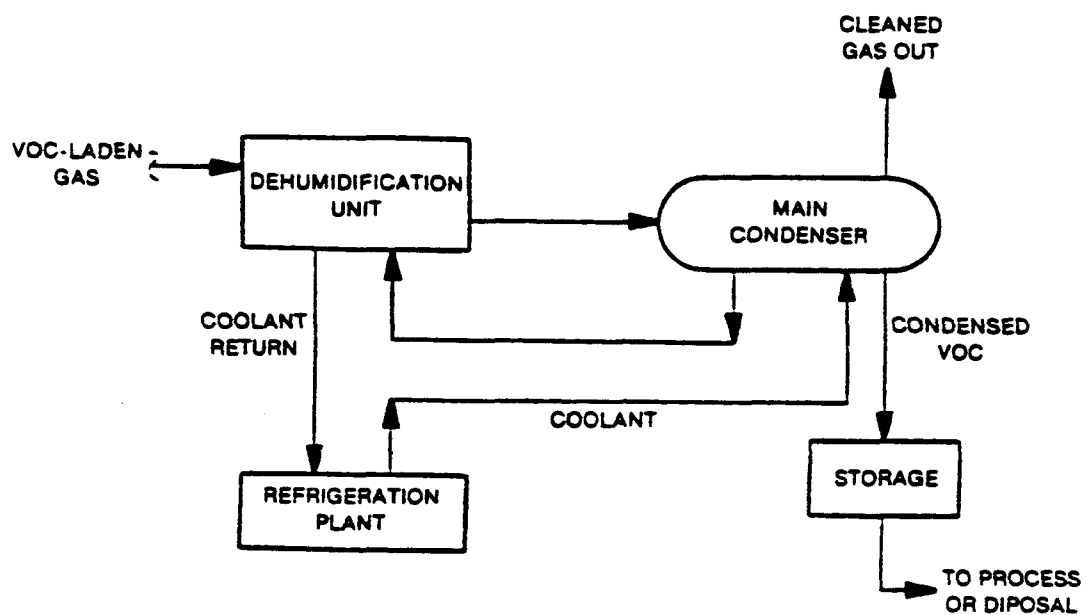 CLEANED
GAS OUT
VOC-LADEN
GAS
DEHUMIDIFICATION
UNIT
MAIN
CONDENSER
COOLANT
RETURN
CONDENSED
VOC
COOLANT
REFRIGERATION
PLANT
STORAGE
TO PROCESS
OR DIPOSAL